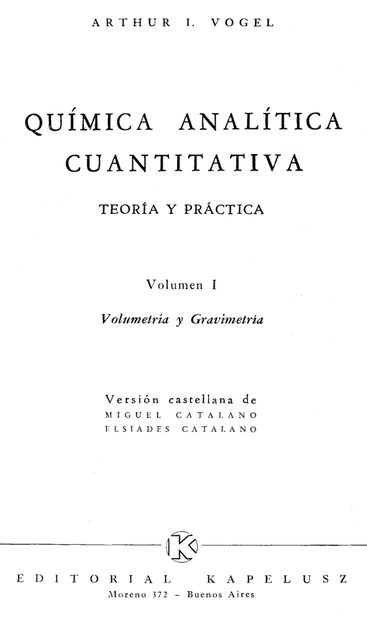 ARTHUR I. VOGEL
QUÍMICA ANALÍTICA
CUANTITATIVA
TEORÍA Y PRÁCTICA
Volumen I
Volumetría y Gravimetría
Versión castellana de
MIGUEL CATALANO
ELSIADES CATALANO
K
EDITORIAL KAPELUSZ
Moreno 372 – Buenos Aires